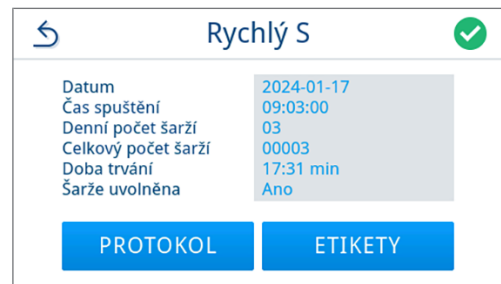 Rychlý S
Datum 2024-01-17
Čas spuštění 09:03:00
Denní počet šarží 03
Celkový počet šarží 00003
Doba trvání 17:31 min
Šarže uvolněna Ano
PROTOKOL ETIKETY